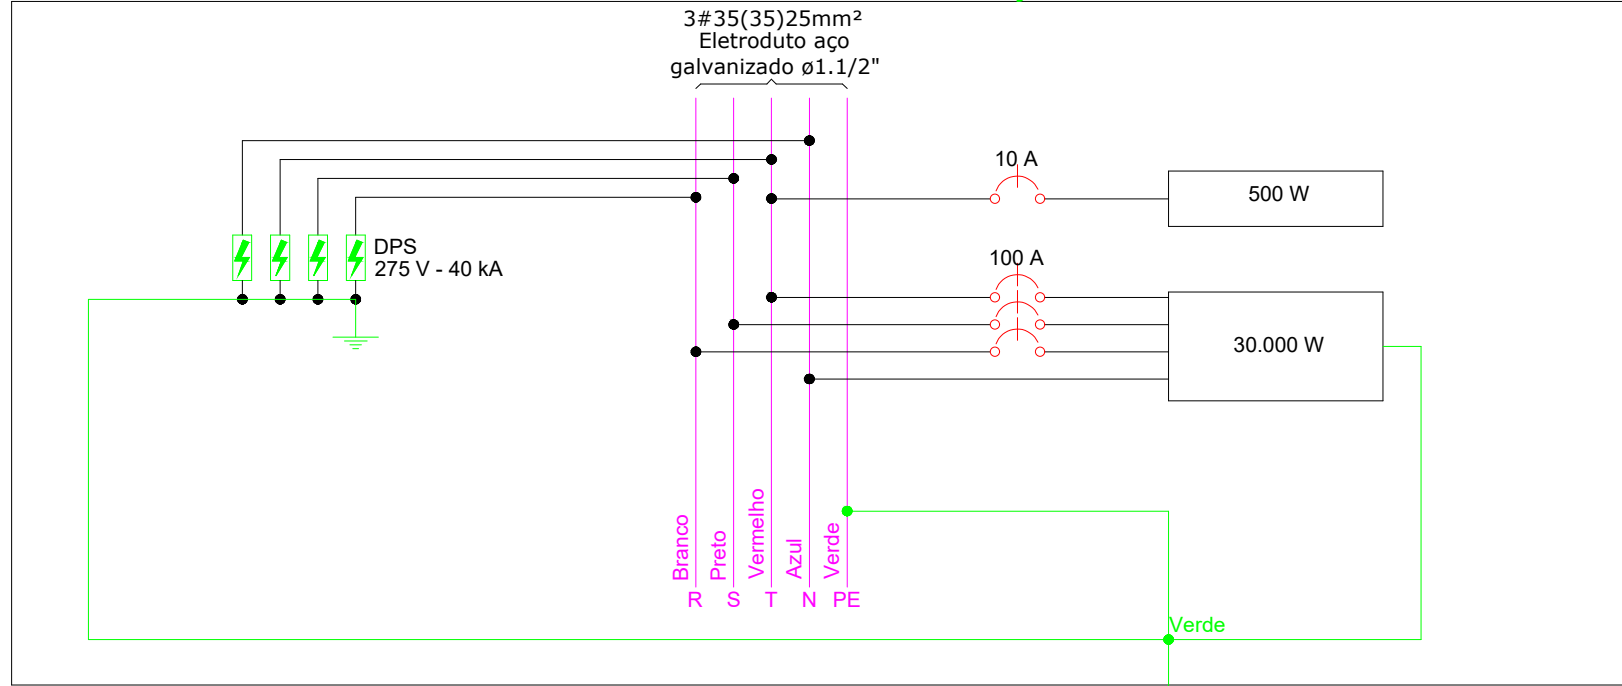 3#35(35)25mm²
Eletroduto aço
galvanizado ø1.1/2"
10 A
500 W
DPS
275 V - 40 kA
100 A
30.000 W
Branco
Preto
Vermelho
Azul
Verde
R S T N PE
Verde